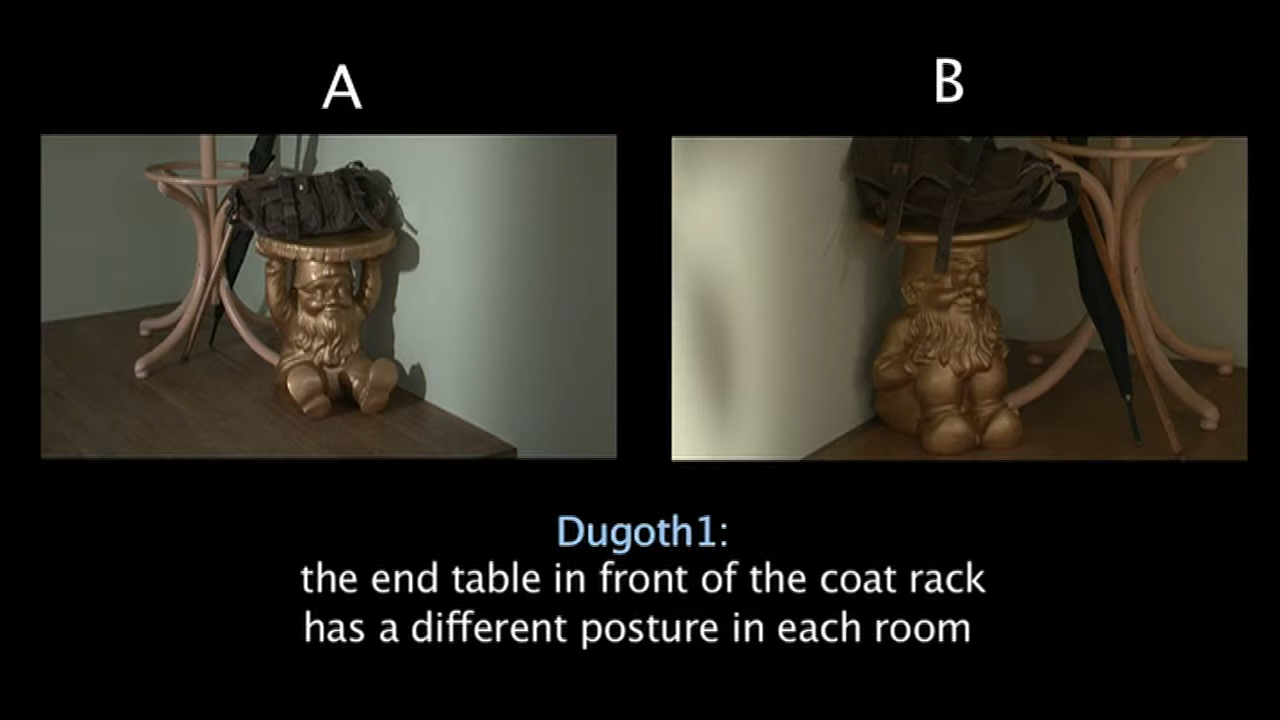 A
B
Dugoth1:
the end table in front of the coat rack
has a different posture in each room